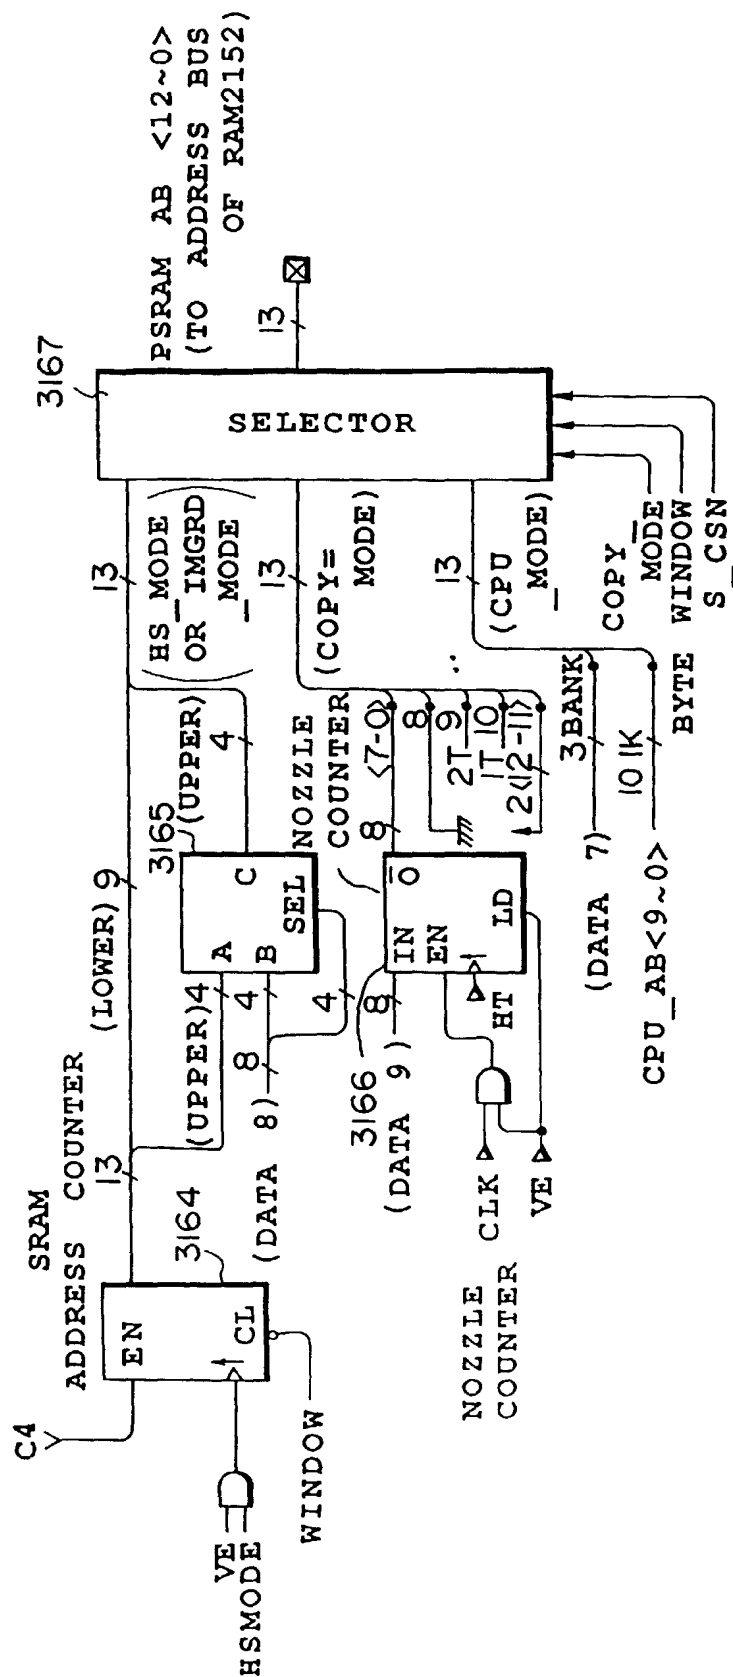 C4
VE
HSMODE
EN
CL
WINDOW
3164
SRAM
ADDRESS COUNTER
13
(LOWER) 9
(UPPER) 4
4
8
(DATA 8)
4
A
B
C
SEL
3165
(UPPER)
4
13
HS_MODE
OR IMGRD
_MODE
NOZZLE
COUNTER
3166
(DATA 9)
8
IN
EN
O
LD
HT
NOZZLE CLK
COUNTER
VE
8
<7-0>
8
9
2T
10
1T
2<12-11>
13
(COPY=
MODE)
(DATA 7)
3 BANK
CPU_AB<9~0>
10 1K
BYTE
13
(CPU
_MODE)
COPY_
MODE
WINDOW
S_CSN
SELECTOR
3167
13
PSRAM AB <12~0>
(TO ADDRESS BUS
OF RAM2152)